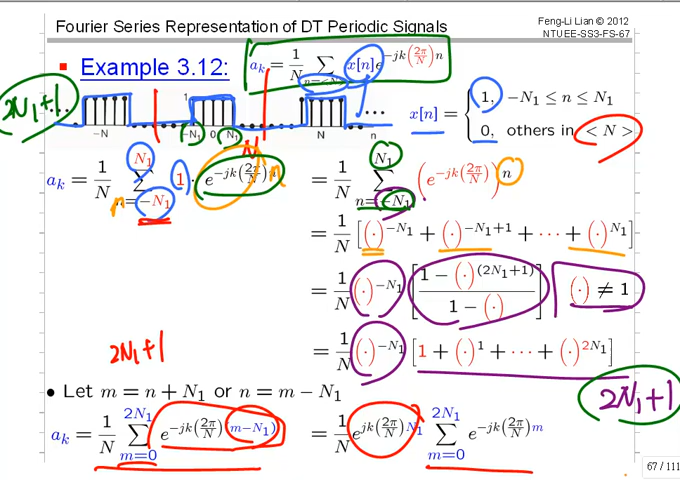 Fourier Series Representation of DT Periodic Signals
Feng-Li Lian © 2012
NTUEE-SS3-FS-67
▪ Example 3.12:
a_k = 1/N ∑_{n=<N>} x[n] e^{-jk(2π/N)n}
2N₁+1
1
−N −N₁ 0 N₁ N n
N
x[n] = { 1, −N₁ ≤ n ≤ N₁
0, others in < N >
a_k = 1/N ∑_{n=−N₁}^{N₁} 1 · e^{-jk(2π/N)n} = 1/N ∑_{n=−N₁}^{N₁} (e^{-jk(2π/N)})^n
= 1/N [(·)^{−N₁} + (·)^{−N₁+1} + ⋯ + (·)^{N₁}]
= 1/N (·)^{−N₁} [ (1 − (·)^{(2N₁+1)}) / (1 − (·)) ] (·) ≠ 1
2N₁+1
= 1/N (·)^{−N₁} [1 + (·)^1 + ⋯ + (·)^{2N₁}]
2N₁+1
• Let m = n + N₁ or n = m − N₁
a_k = 1/N ∑_{m=0}^{2N₁} e^{-jk(2π/N)(m−N₁)} = 1/N e^{jk(2π/N)N₁} ∑_{m=0}^{2N₁} e^{-jk(2π/N)m}
67 / 111